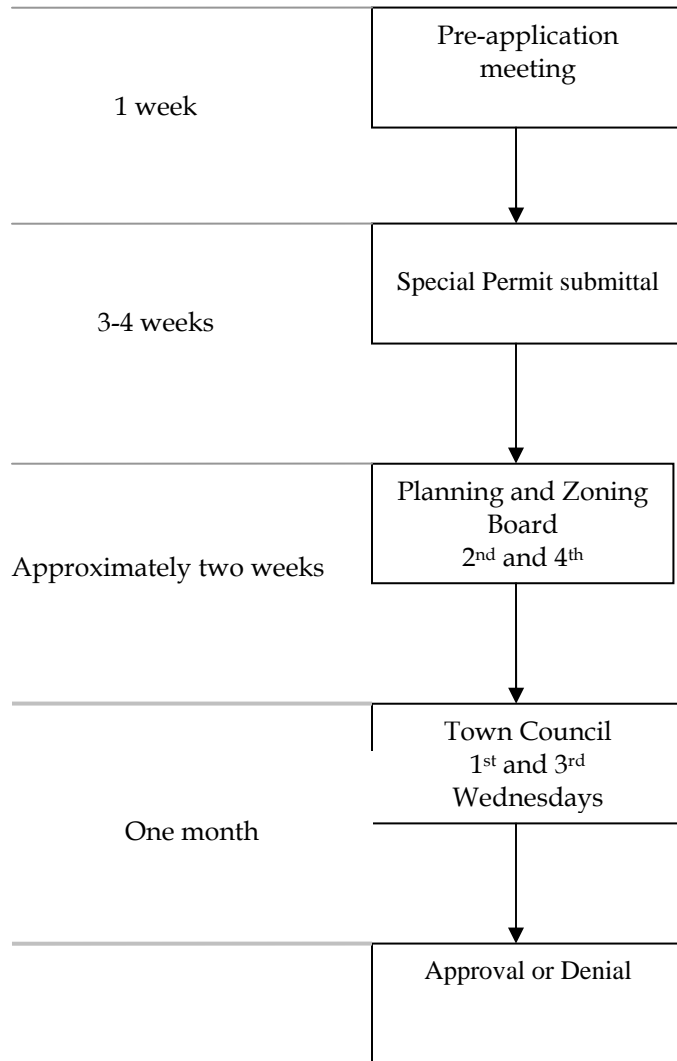 Pre-application
meeting
1 week
Special Permit submittal
3-4 weeks
Planning and Zoning
Board
2nd and 4th
Approximately two weeks
Town Council
1st and 3rd
Wednesdays
One month
Approval or Denial